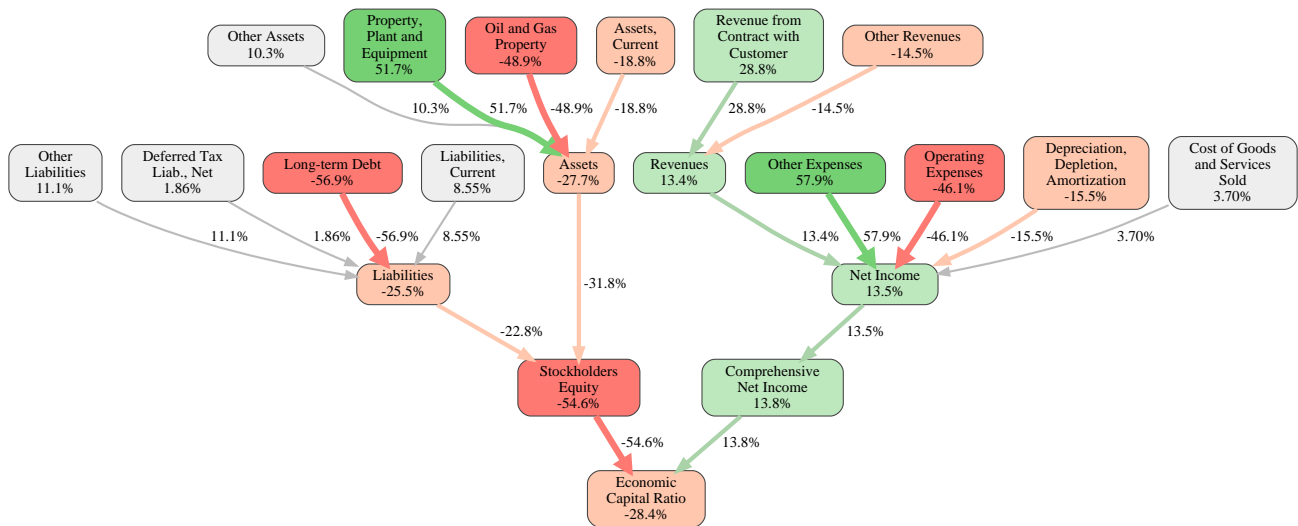 Other Assets
10.3%
Property,
Plant and
Equipment
51.7%
Oil and Gas
Property
-48.9%
Assets,
Current
-18.8%
Revenue from
Contract with
Customer
28.8%
Other Revenues
-14.5%
10.3%
51.7%
-48.9%
-18.8%
28.8%
-14.5%
Other
Liabilities
11.1%
Deferred Tax
Liab., Net
1.86%
Long-term Debt
-56.9%
Liabilities,
Current
8.55%
Assets
-27.7%
Revenues
13.4%
Other Expenses
57.9%
Operating
Expenses
-46.1%
Depreciation,
Depletion,
Amortization
-15.5%
Cost of Goods
and Services
Sold
3.70%
11.1%
1.86%
-56.9%
8.55%
13.4%
57.9%
-46.1%
-15.5%
3.70%
Liabilities
-25.5%
-31.8%
Net Income
13.5%
-22.8%
13.5%
Stockholders
Equity
-54.6%
Comprehensive
Net Income
13.8%
-54.6%
13.8%
Economic
Capital Ratio
-28.4%